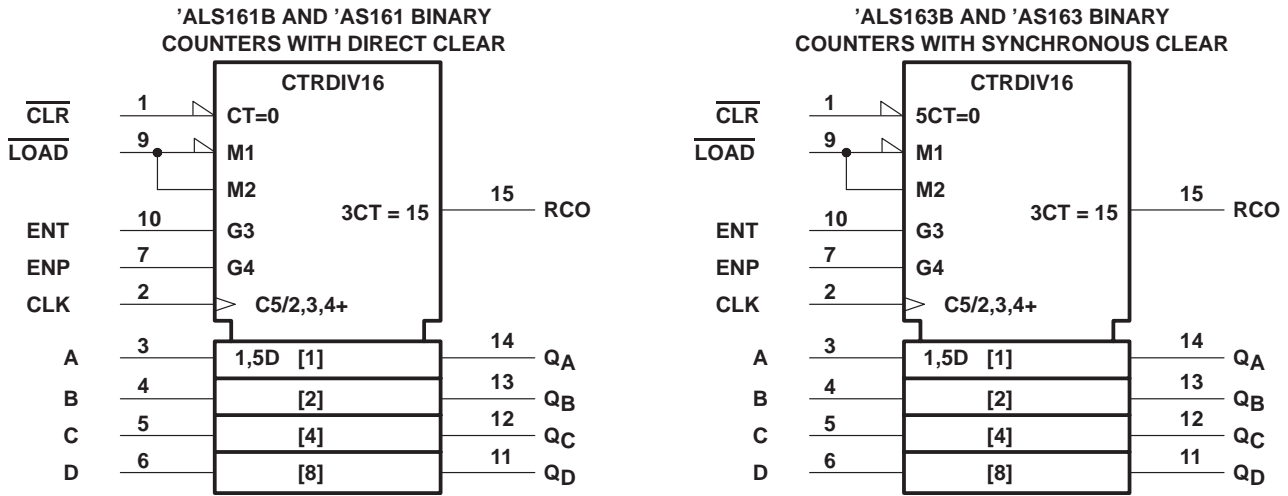 'ALS161B AND 'AS161 BINARY
COUNTERS WITH DIRECT CLEAR
CTRDIV16
CLR 1 CT=0
LOAD 9 M1
M2
3CT = 15 15 RCO
ENT 10 G3
ENP 7 G4
CLK 2 C5/2,3,4+
A 3 1,5D [1] 14 QA
B 4 [2] 13 QB
C 5 [4] 12 QC
D 6 [8] 11 QD
'ALS163B AND 'AS163 BINARY
COUNTERS WITH SYNCHRONOUS CLEAR
CTRDIV16
CLR 1 5CT=0
LOAD 9 M1
M2
3CT = 15 15 RCO
ENT 10 G3
ENP 7 G4
CLK 2 C5/2,3,4+
A 3 1,5D [1] 14 QA
B 4 [2] 13 QB
C 5 [4] 12 QC
D 6 [8] 11 QD